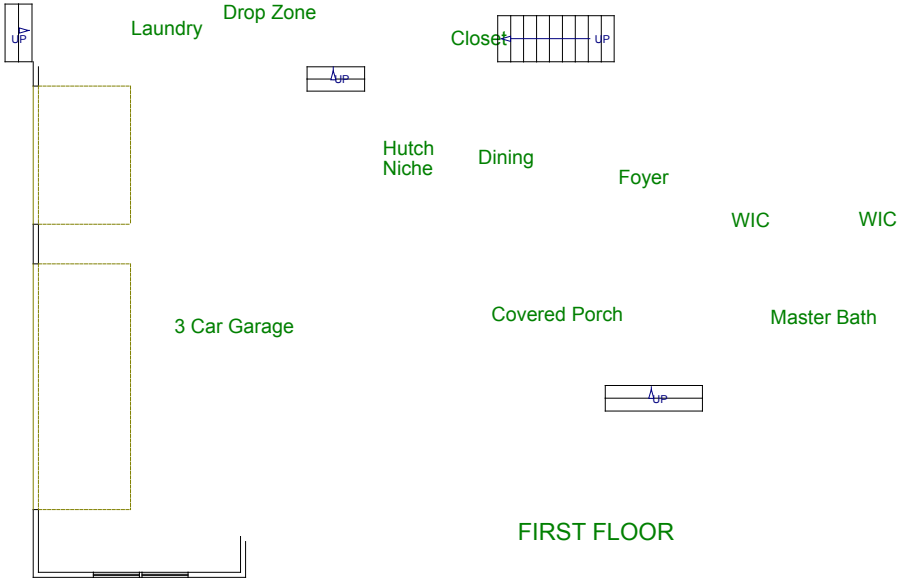 Drop Zone
Laundry
UP
Closet
UP
UP
Hutch
Niche
Dining
Foyer
WIC
WIC
3 Car Garage
Covered Porch
Master Bath
UP
FIRST FLOOR